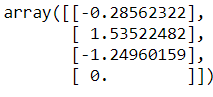 array([[-0.28562322],
[ 1.53522482],
[-1.24960159],
[ 0. ]])